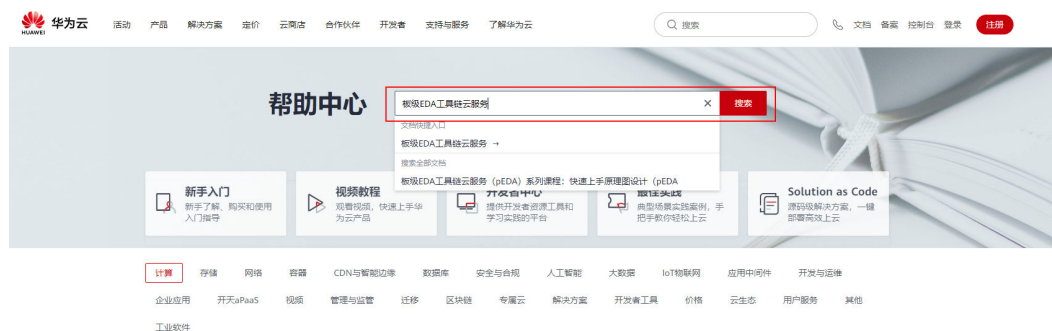 HUAWEI 华为云 活动 产品 解决方案 定价 云商店 合作伙伴 开发者 支持与服务 了解华为云 搜索 文档 备案 控制台 登录 注册
帮助中心 板级EDA工具链云服务 × 搜索
文档快捷入口
板级EDA工具链云服务 →
搜索全部文档
板级EDA工具链云服务（pEDA）系列课程：快速上手原理图设计（pEDA
新手入门
新手了解、购买和使用
入门指导
视频教程
观看视频，快速上手华
为云产品
开发者中心
提供开发者资源工具和
学习实践的平台
最佳实践
典型场景实践案例，手
把手教你轻松上云
Solution as Code
源码级解决方案，一键
部署高效上云
计算 存储 网络 容器 CDN与智能边缘 数据库 安全与合规 人工智能 大数据 IoT物联网 应用中间件 开发与运维
企业应用 开天aPaaS 视频 管理与监管 迁移 区块链 专属云 解决方案 开发者工具 价格 云生态 用户服务 其他
工业软件